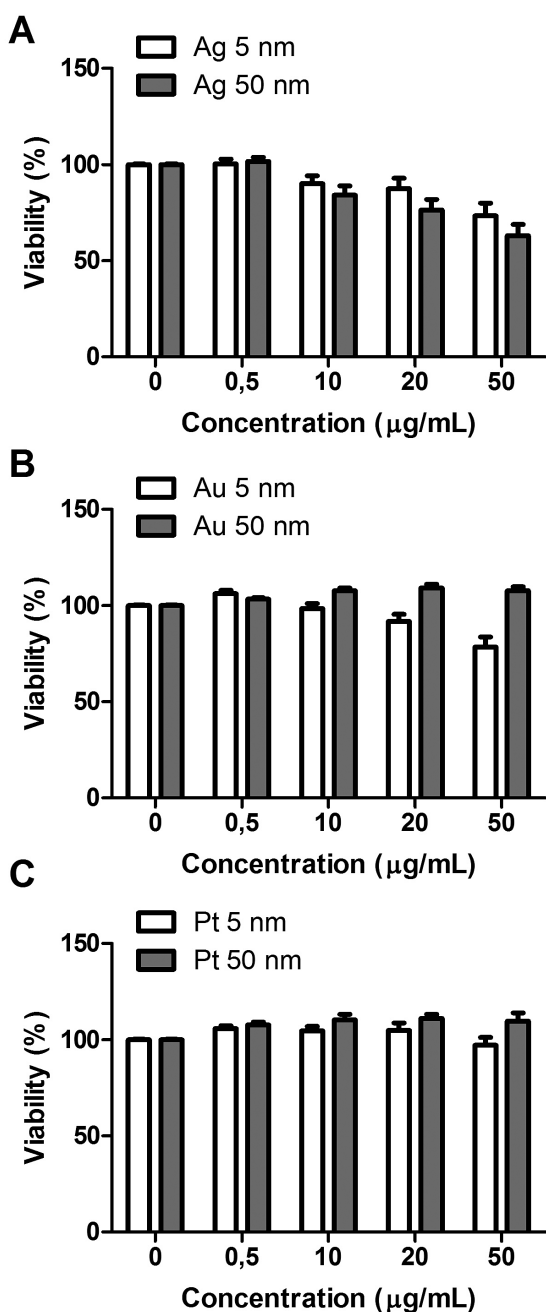 A
Ag 5 nm
Ag 50 nm
150
100
50
0
Viability (%)
0 0,5 10 20 50
Concentration (μg/mL)
B
Au 5 nm
Au 50 nm
150
100
50
0
Viability (%)
0 0,5 10 20 50
Concentration (μg/mL)
C
Pt 5 nm
Pt 50 nm
150
100
50
0
Viability (%)
0 0,5 10 20 50
Concentration (μg/mL)